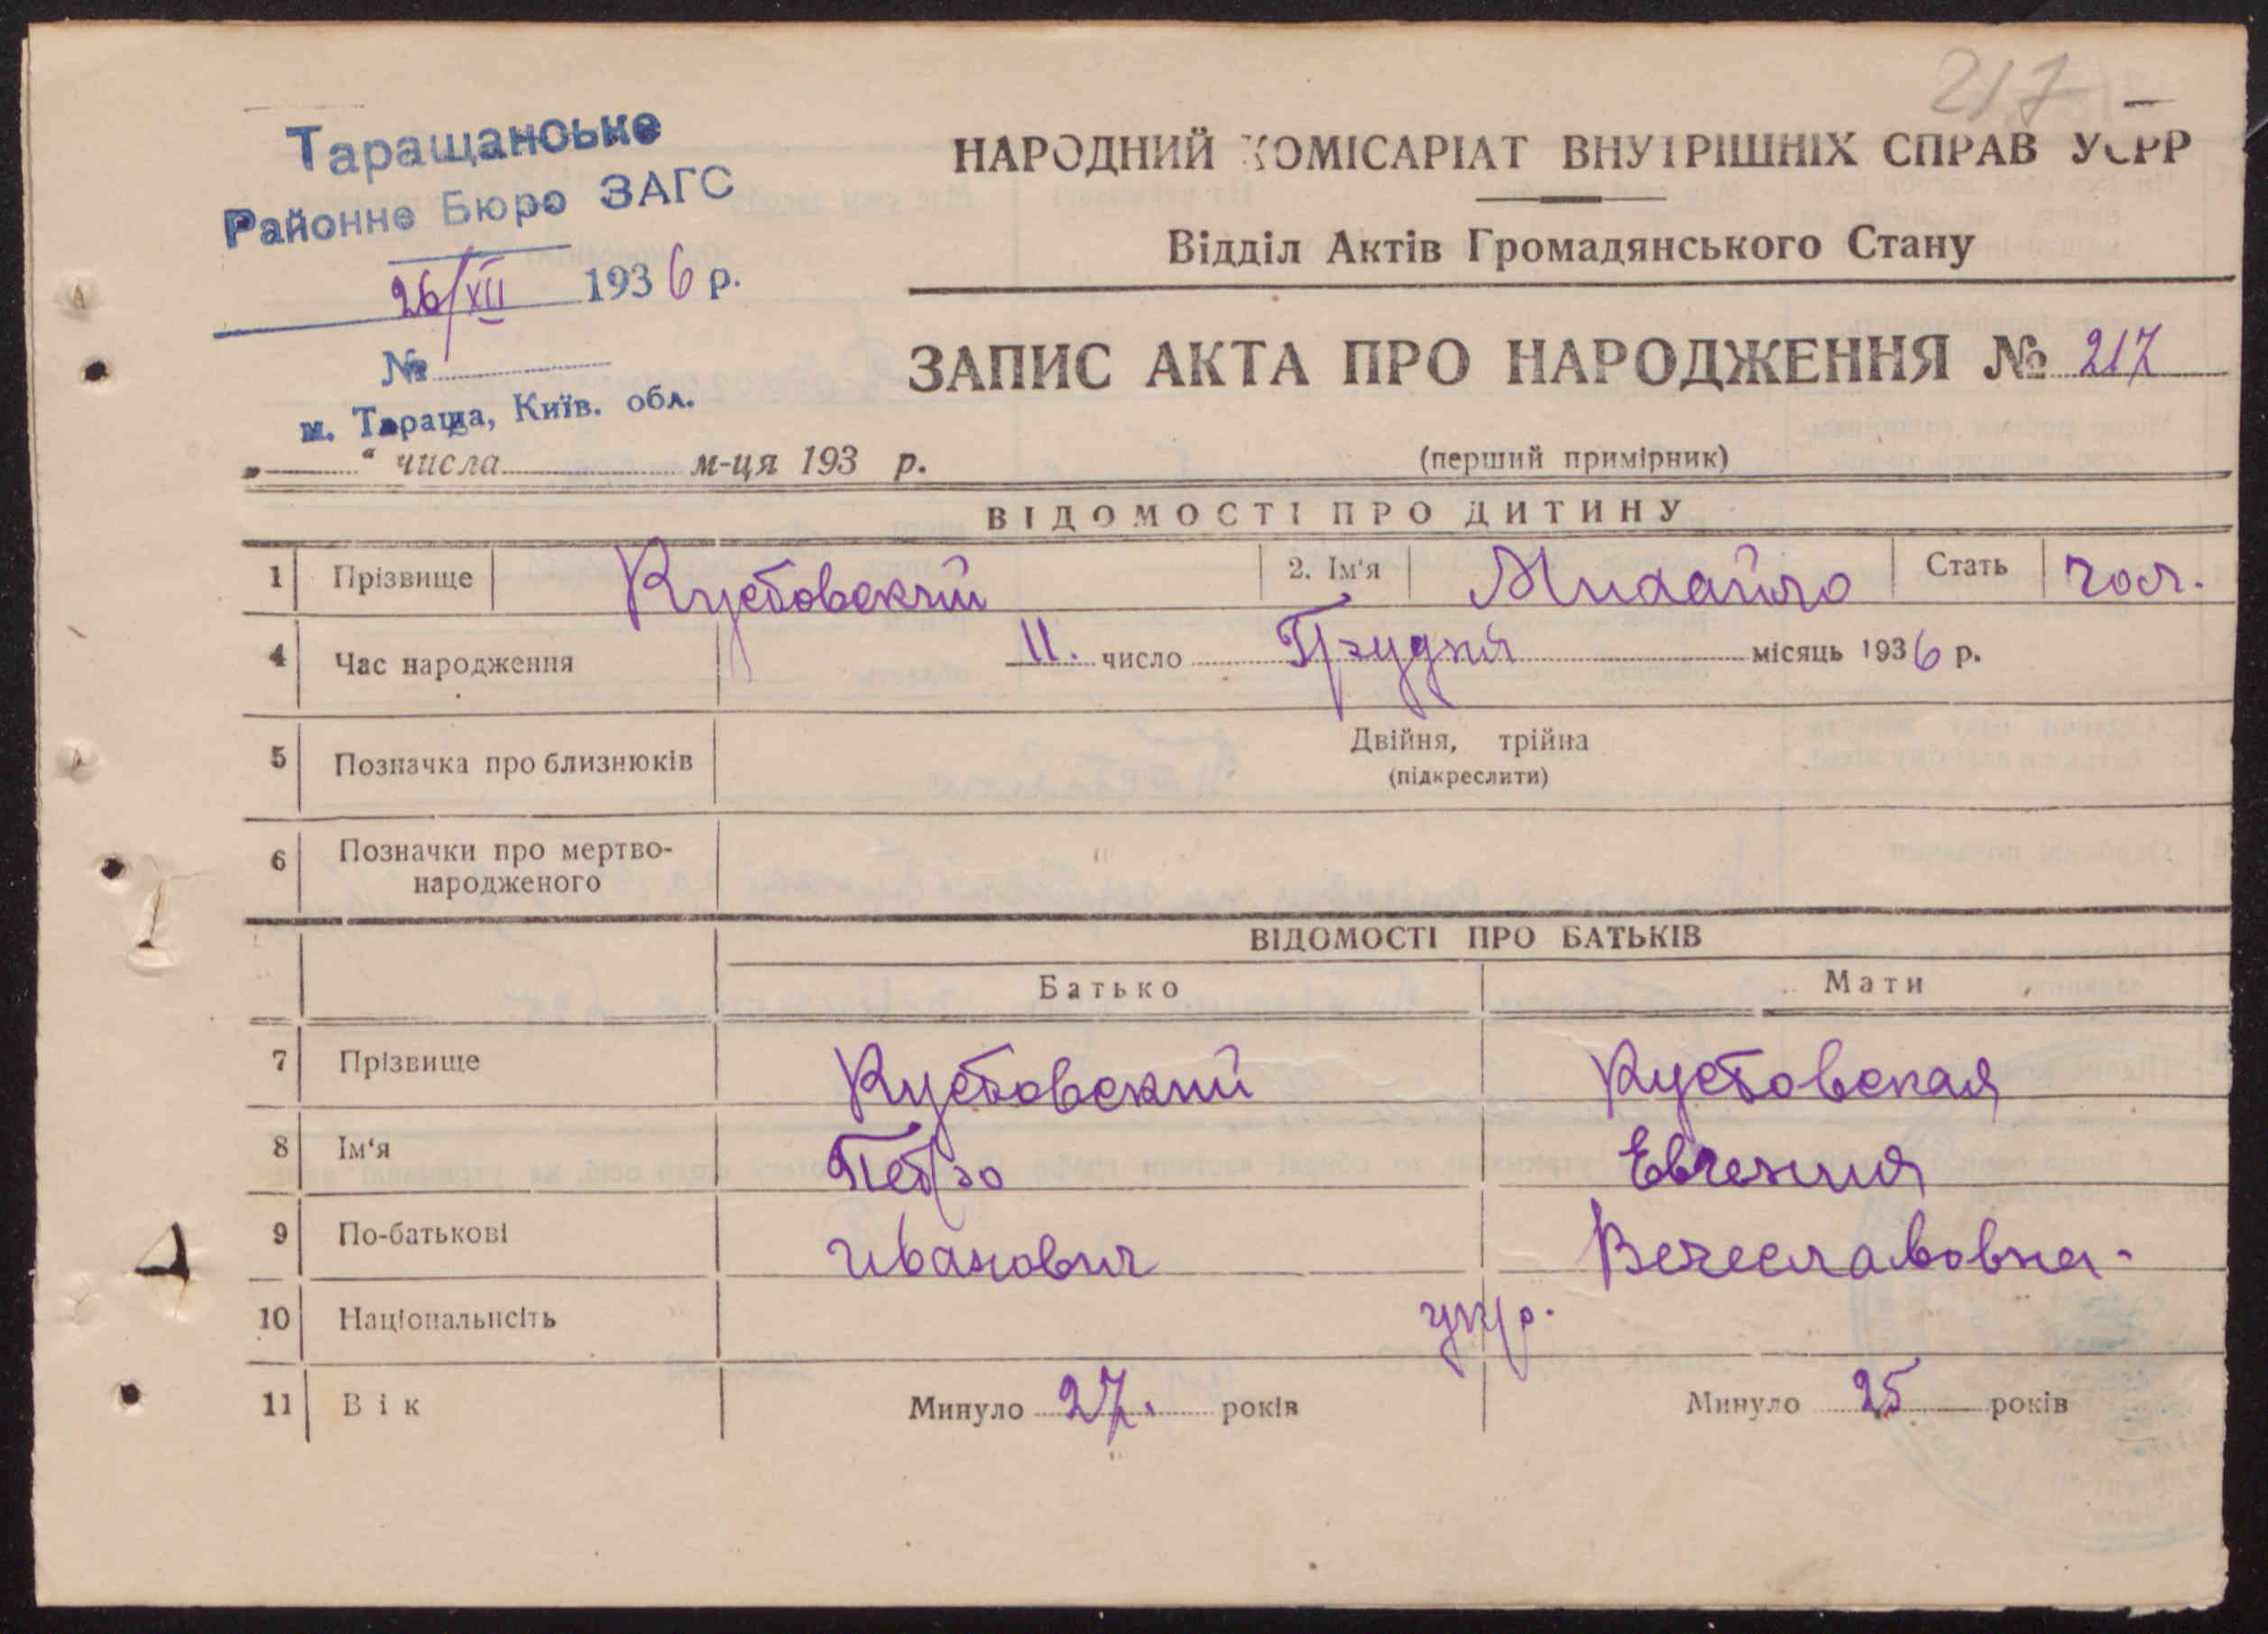 217
Таращанське
Районне Бюро ЗАГС
26/XII 1936 р.
№
м. Тараща, Київ. обл.
„ “ числа м-ця 193 р.
НАРОДНИЙ КОМІСАРІАТ ВНУТРІШНІХ СПРАВ УСРР
Відділ Актів Громадянського Стану
ЗАПИС АКТА ПРО НАРОДЖЕННЯ № 217
(перший примірник)
ВІДОМОСТІ ПРО ДИТИНУ
1 Прізвище Кустовский 2. Ім'я Михайло Стать чол.
4 Час народження 11. число Грудня місяць 1936 р.
5 Позначка про близнюків Двійня, трійна
(підкреслити)
6 Позначки про мертво-
народженого
ВІДОМОСТІ ПРО БАТЬКІВ
Батько Мати
7 Прізвище Кустовский Кустовская
8 Ім‘я Петро Евгения
9 По-батькові Иванович Вечеславовна-
10 Національнсіть укр.
11 Вік Минуло 27. років Минуло 25 років